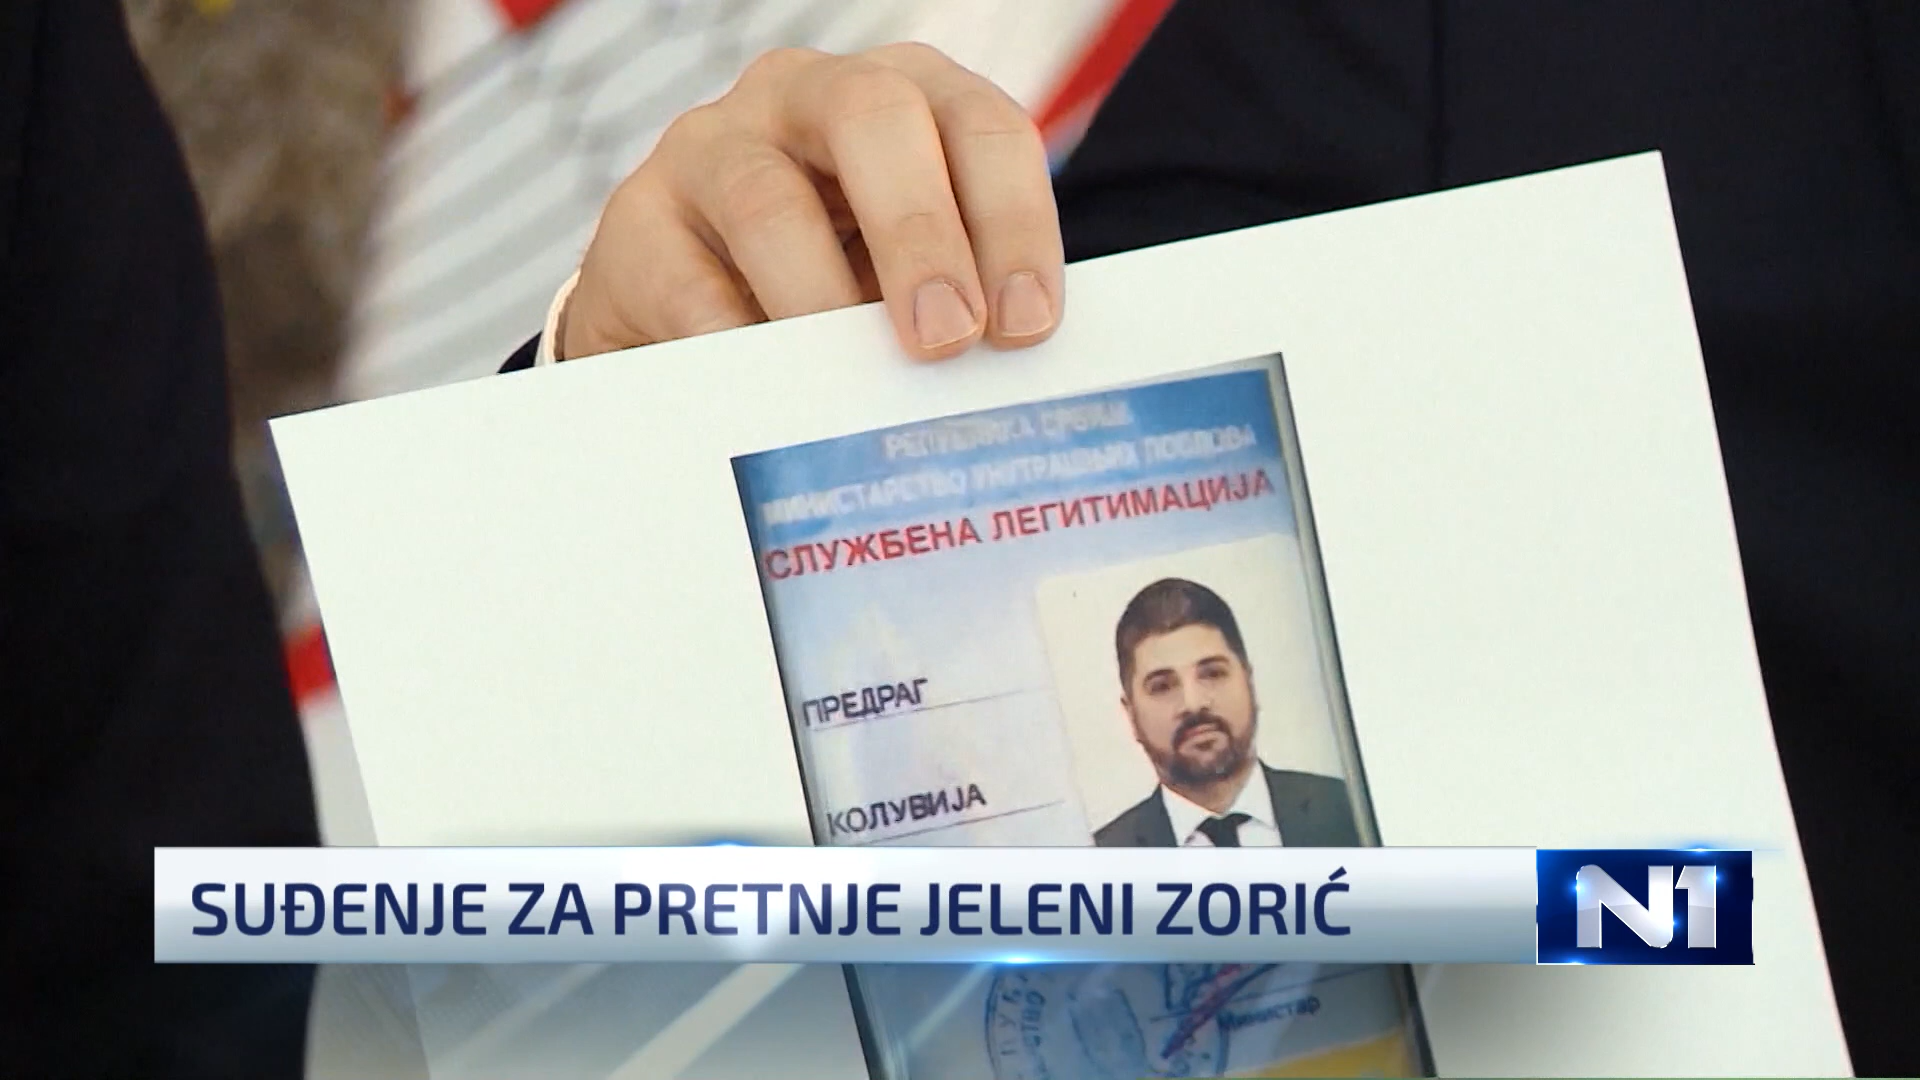 РЕПУБЛИКА СРБИЈА
МИНИСТАРСТВО УНУТРАШЊИХ ПОСЛОВА
СЛУЖБЕНА ЛЕГИТИМАЦИЈА
ПРЕДРАГ
КОЛУВИЈА
SUĐENJE ZA PRETNJE JELENI ZORIĆ
N1
Министар